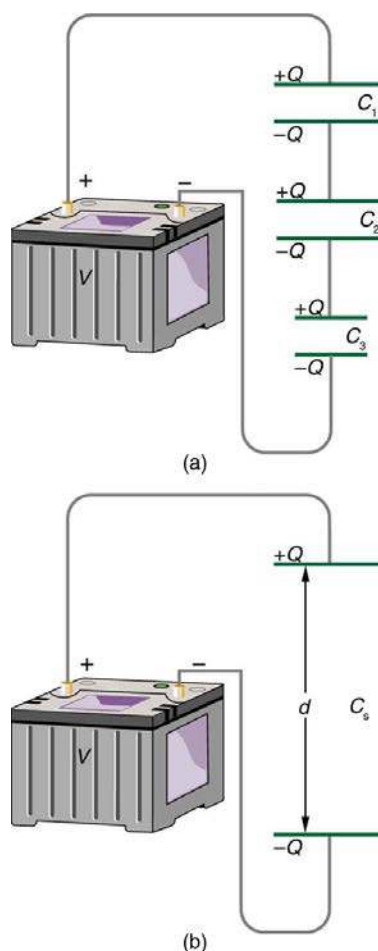 +Q
C₁
−Q
+ −
+Q
C₂
−Q
V
+Q
C₃
−Q
(a)
+Q
+ −
d
Cₛ
V
−Q
(b)